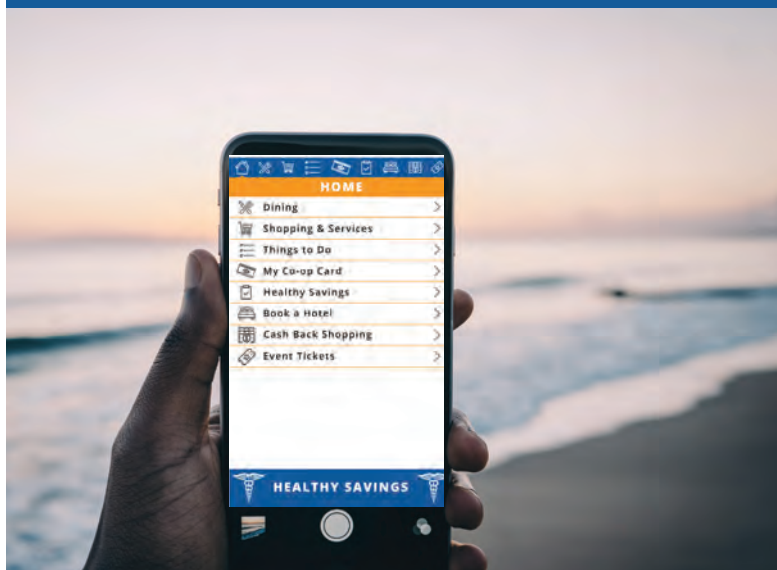 HOME
Dining
Shopping & Services
Things to Do
My Co-op Card
Healthy Savings
Book a Hotel
Cash Back Shopping
Event Tickets
HEALTHY SAVINGS